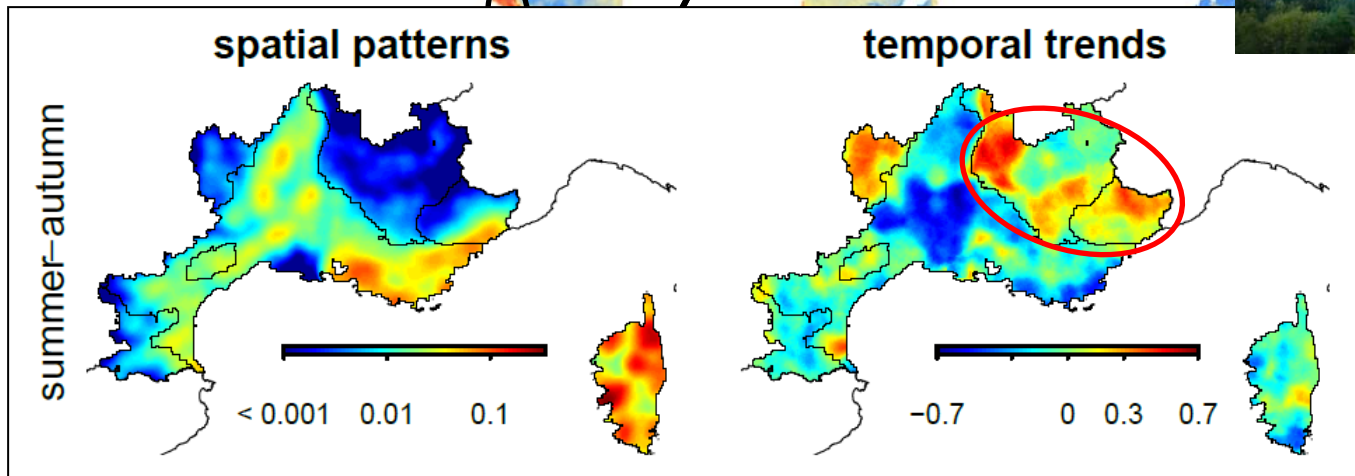 spatial patterns
temporal trends
summer–autumn
< 0.001 0.01 0.1
−0.7 0 0.3 0.7